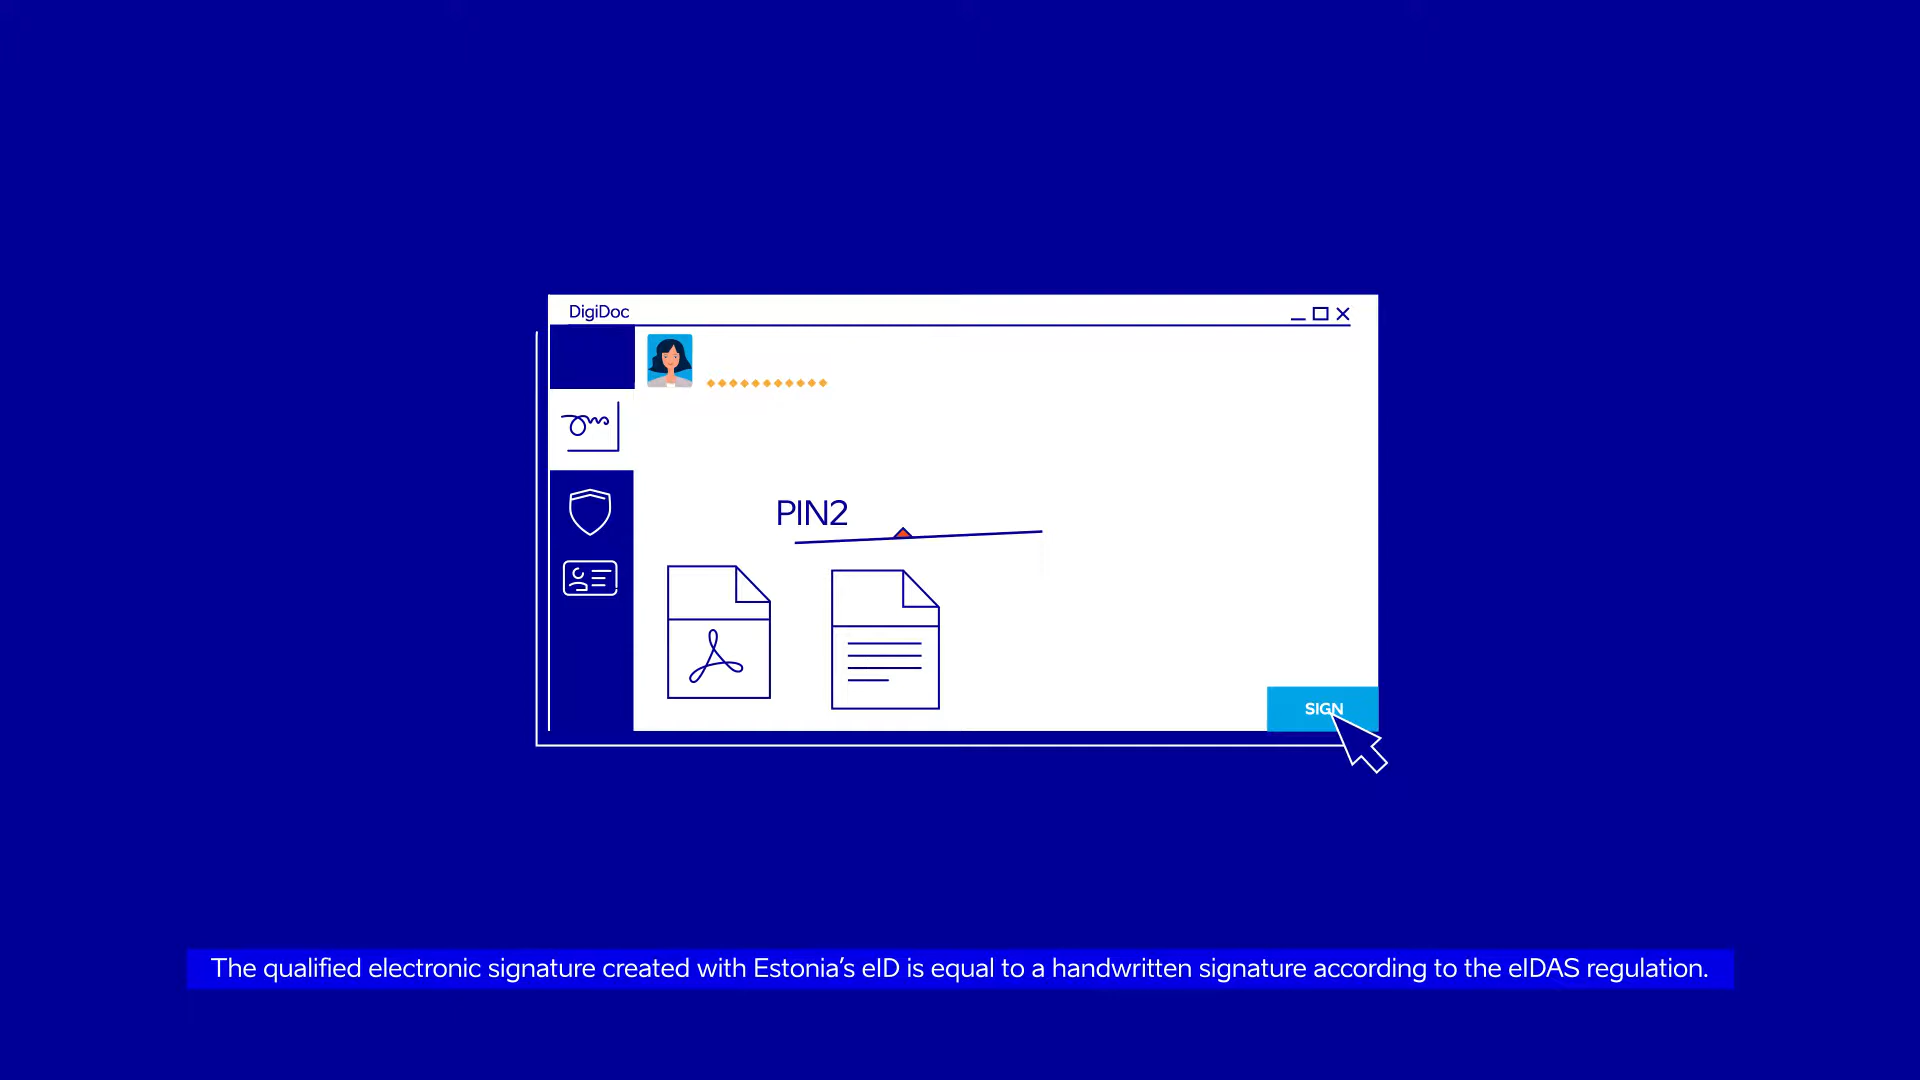 DigiDoc
PIN2
SIGN
The qualified electronic signature created with Estonia's eID is equal to a handwritten signature according to the eIDAS regulation.